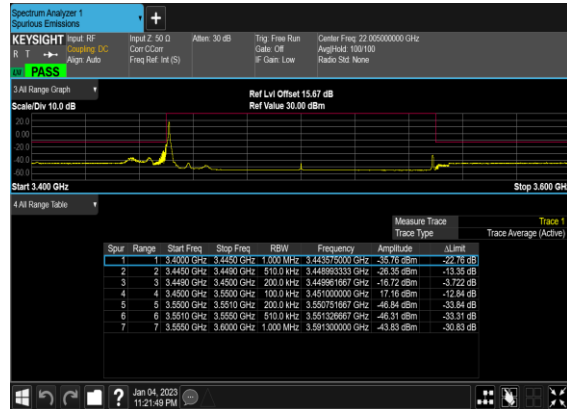 Spectrum Analyzer 1
Spurious Emissions
+
KEYSIGHT Input: RF Input Z: 50 Ω Atten: 30 dB Trig: Free Run Center Freq: 22.005000000 GHz
R T Coupling: DC Corr CCorr Gate: Off Avg|Hold: 100/100
Align: Auto Freq Ref: Int (S) IF Gain: Low Radio Std: None
PASS
3 All Range Graph
Ref Lvl Offset 15.67 dB
Scale/Div 10.0 dB Ref Value 30.00 dBm
20.0
0.00
-20.0
-40.0
-60.0
Start 3.400 GHz Stop 3.600 GHz
4 All Range Table
Measure Trace Trace 1
Trace Type Trace Average (Active)
Spur Range Start Freq Stop Freq RBW Frequency Amplitude ΔLimit
1 1 3.4000 GHz 3.4450 GHz 1.000 MHz 3.443575000 GHz -35.76 dBm -22.76 dB
2 2 3.4450 GHz 3.4490 GHz 510.0 kHz 3.448993333 GHz -26.35 dBm -13.35 dB
3 3 3.4490 GHz 3.4500 GHz 200.0 kHz 3.449961667 GHz -16.72 dBm -3.722 dB
4 4 3.4500 GHz 3.5500 GHz 100.0 kHz 3.451000000 GHz 17.16 dBm -12.84 dB
5 5 3.5500 GHz 3.5510 GHz 200.0 kHz 3.550751667 GHz -46.84 dBm -33.84 dB
6 6 3.5510 GHz 3.5550 GHz 510.0 kHz 3.551326667 GHz -46.31 dBm -33.31 dB
7 7 3.5550 GHz 3.6000 GHz 1.000 MHz 3.591300000 GHz -43.83 dBm -30.83 dB
? Jan 04, 2023
11:21:49 PM